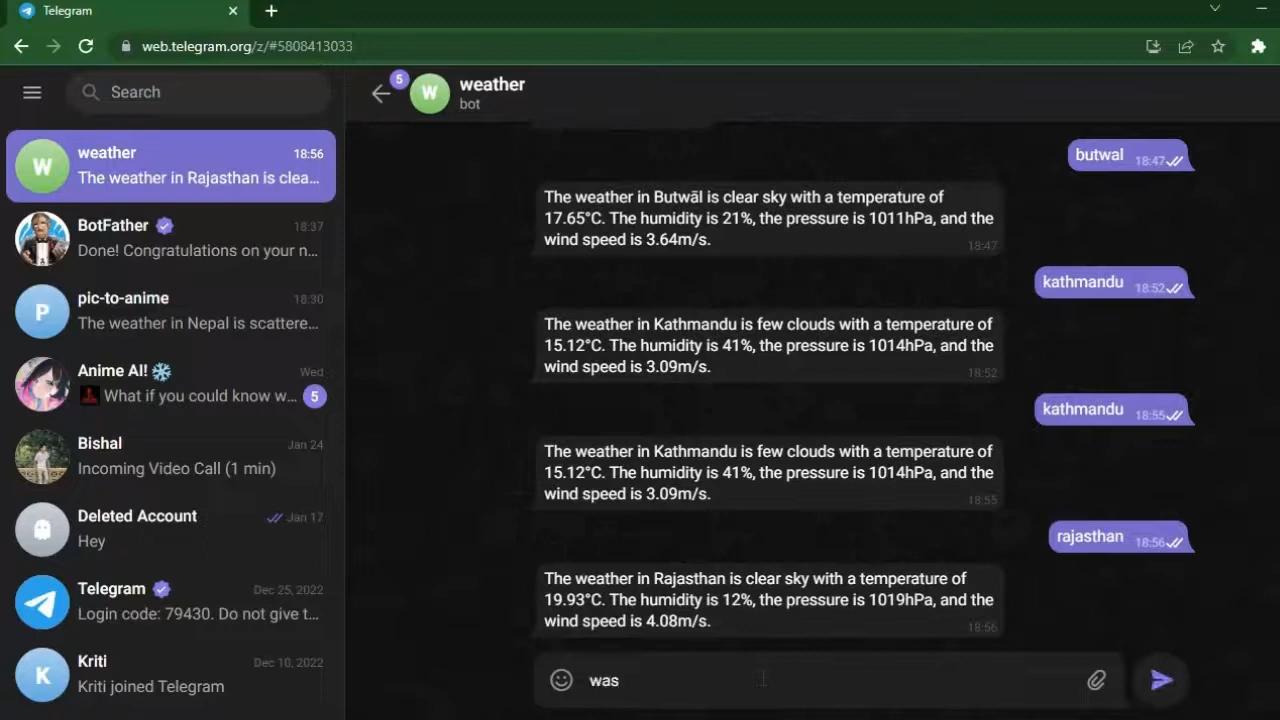 Telegram
web.telegram.org/z/#5808413033
Search
weather 18:56
The weather in Rajasthan is clea...
BotFather 18:37
Done! Congratulations on your n...
pic-to-anime 18:30
The weather in Nepal is scattere...
Anime AI! Wed
What if you could know w... 5
Bishal Jan 24
Incoming Video Call (1 min)
Deleted Account Jan 17
Hey
Telegram Dec 25, 2022
Login code: 79430. Do not give t...
Kriti Dec 10, 2022
Kriti joined Telegram
W
P
K
5
W
weather
bot
butwal 18:47
The weather in Butwāl is clear sky with a temperature of
17.65°C. The humidity is 21%, the pressure is 1011hPa, and the
wind speed is 3.64m/s. 18:47
kathmandu 18:52
The weather in Kathmandu is few clouds with a temperature of
15.12°C. The humidity is 41%, the pressure is 1014hPa, and the
wind speed is 3.09m/s. 18:52
kathmandu 18:55
The weather in Kathmandu is few clouds with a temperature of
15.12°C. The humidity is 41%, the pressure is 1014hPa, and the
wind speed is 3.09m/s. 18:55
rajasthan 18:56
The weather in Rajasthan is clear sky with a temperature of
19.93°C. The humidity is 12%, the pressure is 1019hPa, and the
wind speed is 4.08m/s. 18:56
was